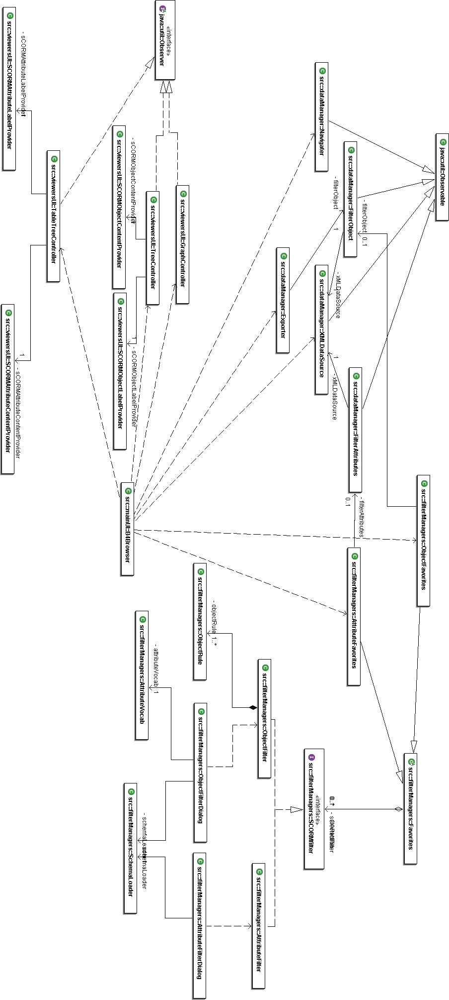 «interface»
java::util::Observer
src::viewersUI::SCORMAttributeLabelProvider
- sCORMAttributeLabelProvider
src::dataManager::Navigater
java::util::Observable
src::viewersUI::SCORMObjectContentProvider
- sCORMObjectContentProvider
src::dataManager::FilterObject
- filterObject
1
- filterObject
0..1
src::viewersUI::TableTreeController
src::viewersUI::TreeController
src::viewersUI::GraphController
src::dataManager::Exporter
src::dataManager::XMLDataSource
- xMLDataSource
1
1
- xMLDataSource
src::viewersUI::SCORMObjectLabelProvider
1
- sCORMObjectLabelProvider
src::viewersUI::SCORMAttributeContentProvider
1
- sCORMAttributeContentProvider
src::dataManager::FilterAttributes
0..1
- filterAttributes
src::mainUI::B4Browser
src::filterManagers::ObjectFavorites
src::filterManagers::AttributeFavorites
src::filterManagers::ObjectRule
- objectRule
1..*
src::filterManagers::AttributeVocab
- attributeVocab
1
src::filterManagers::ObjectFilter
src::filterManagers::ObjectFilterDialog
«interface»
src::filterManagers::SCORMfilter
src::filterManagers::Favorites
src::filterManagers::SchemaLoader
- schemaLoader
src::filterManagers::AttributeFilterDialog
src::filterManagers::AttributeFilter